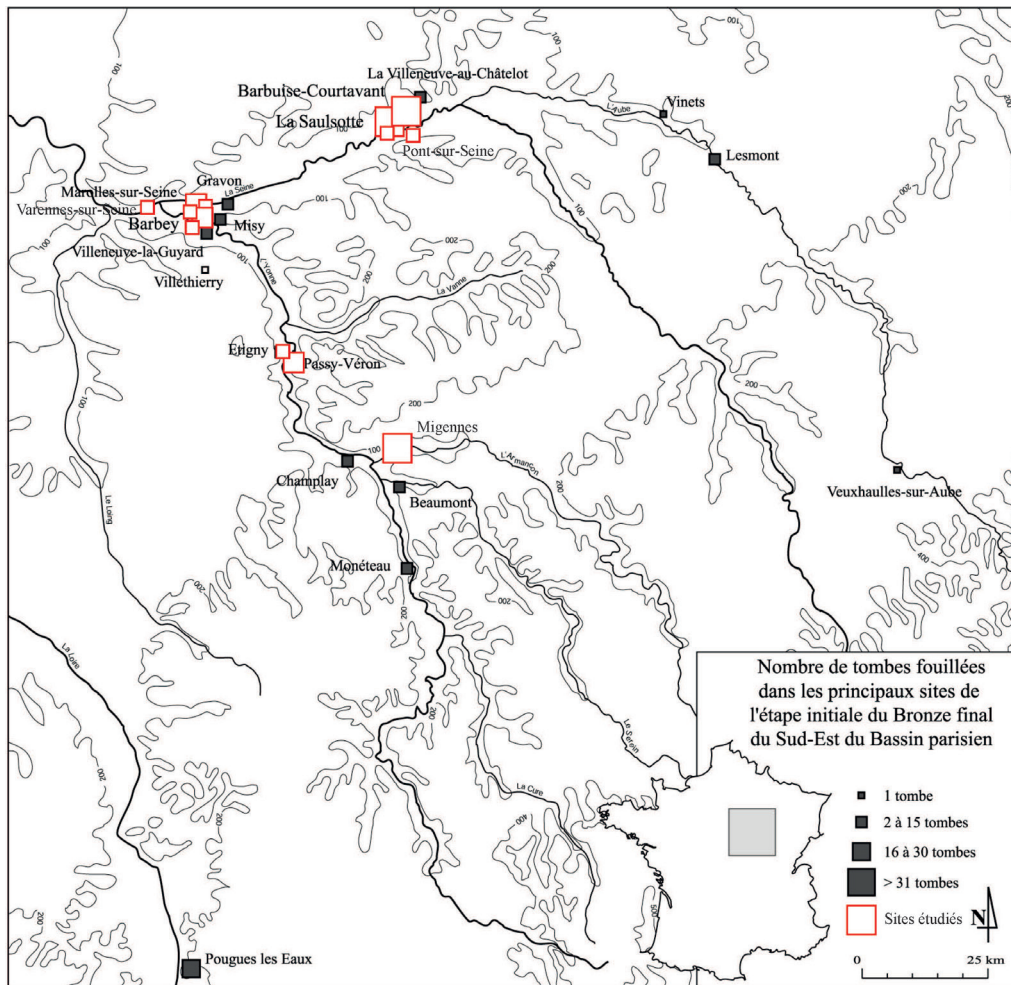 La Villeneuve-au-Châtelot
Barbuise-Courtavant
La Saulsotte
Pont-sur-Seine
L'Aube
Vinets
Lesmont
Gravon
Marolles-sur-Seine
La Seine
Varennes-sur-Seine
Barbey
Misy
Villeneuve-la-Guyard
Villethierry
L'Yonne
La Vanne
Etigny
Passy-Véron
Migennes
L'Armançon
Champlay
Beaumont
Veuxhaulles-sur-Aube
Le Loing
Monéteau
La Loire
Le Serein
La Cure
Pougues les Eaux
100
200
400
500
Nombre de tombes fouillées
dans les principaux sites de
l'étape initiale du Bronze final
du Sud-Est du Bassin parisien
1 tombe
2 à 15 tombes
16 à 30 tombes
> 31 tombes
Sites étudiés
N
0 25 km